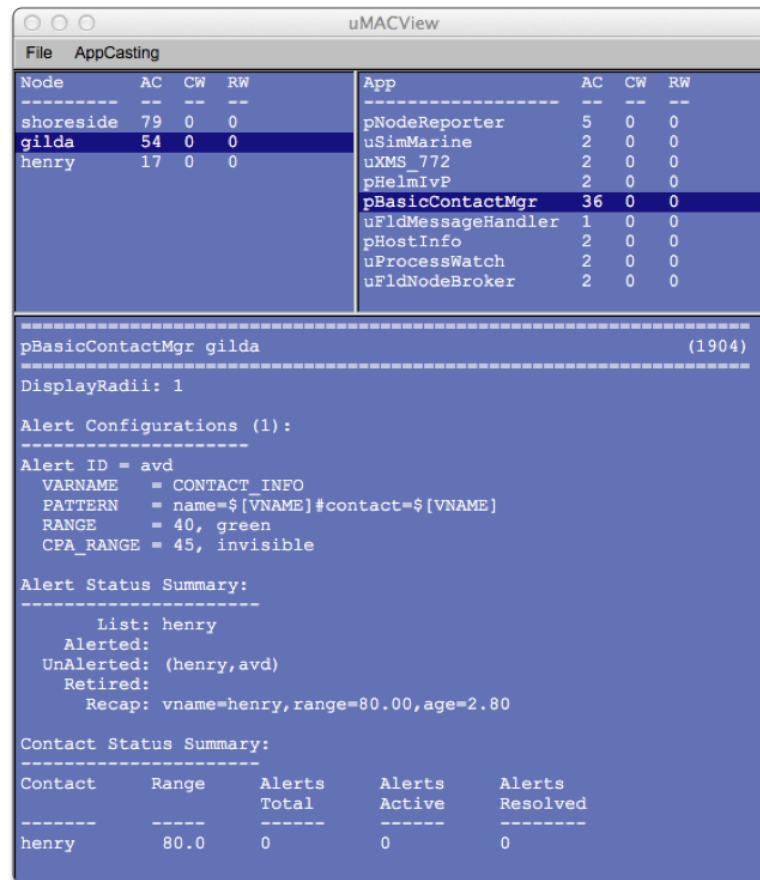 uMACView
File AppCasting
Node AC CW RW
--------- -- -- --
shoreside 79 0 0
gilda 54 0 0
henry 17 0 0
App AC CW RW
------------------ -- -- --
pNodeReporter 5 0 0
uSimMarine 2 0 0
uXMS_772 2 0 0
pHelmIvP 2 0 0
pBasicContactMgr 36 0 0
uFldMessageHandler 1 0 0
pHostInfo 2 0 0
uProcessWatch 2 0 0
uFldNodeBroker 2 0 0
===================================================================
pBasicContactMgr gilda (1904)
===================================================================
DisplayRadii: 1
Alert Configurations (1):
---------------------
Alert ID = avd
VARNAME = CONTACT_INFO
PATTERN = name=$[VNAME]#contact=$[VNAME]
RANGE = 40, green
CPA_RANGE = 45, invisible
Alert Status Summary:
----------------------
List: henry
Alerted:
UnAlerted: (henry,avd)
Retired:
Recap: vname=henry,range=80.00,age=2.80
Contact Status Summary:
----------------------
Contact Range Alerts Alerts Alerts
Total Active Resolved
------- ----- ------ ------ --------
henry 80.0 0 0 0